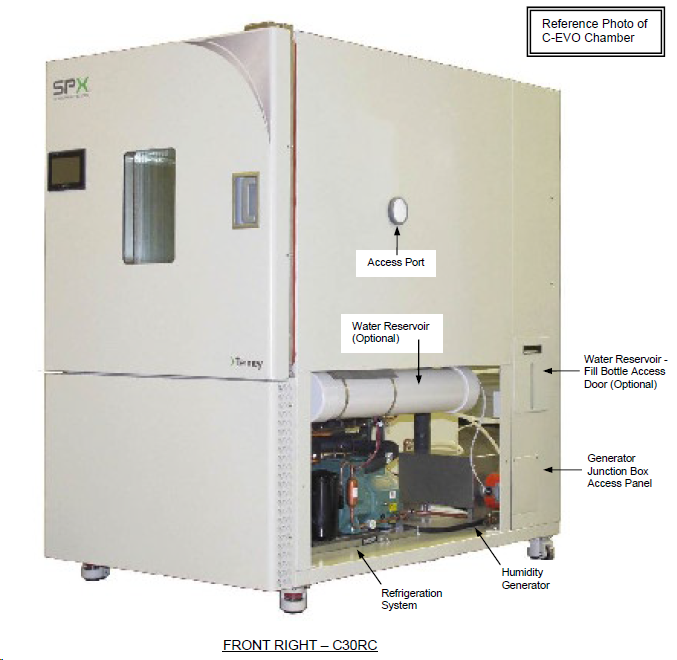 Reference Photo of
C-EVO Chamber
SPX
Access Port
Water Reservoir
(Optional)
Tenney
Water Reservoir -
Fill Bottle Access
Door (Optional)
Generator
Junction Box
Access Panel
Humidity
Generator
Refrigeration
System
FRONT RIGHT – C30RC